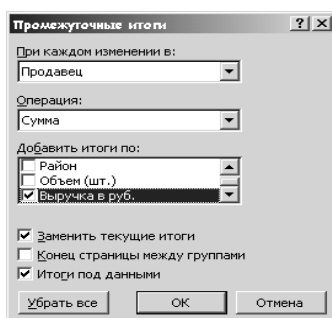 Промежуточные итоги
При каждом изменении в:
Продавец
Операция:
Сумма
Добавить итоги по:
Район
Объем (шт.)
Выручка в руб.
Заменить текущие итоги
Конец страницы между группами
Итоги под данными
Убрать все
ОК
Отмена